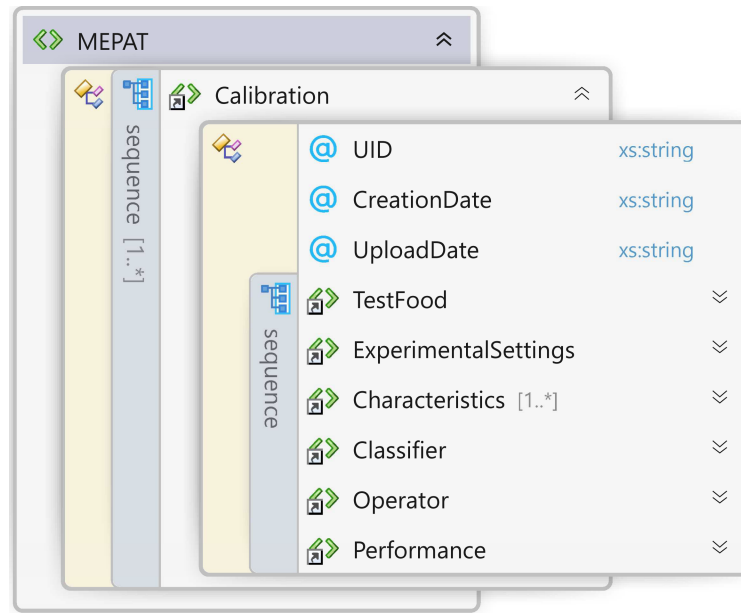 MEPAT
Calibration
sequence [1..*]
@ UID xs:string
@ CreationDate xs:string
@ UploadDate xs:string
sequence
TestFood
ExperimentalSettings
Characteristics [1..*]
Classifier
Operator
Performance